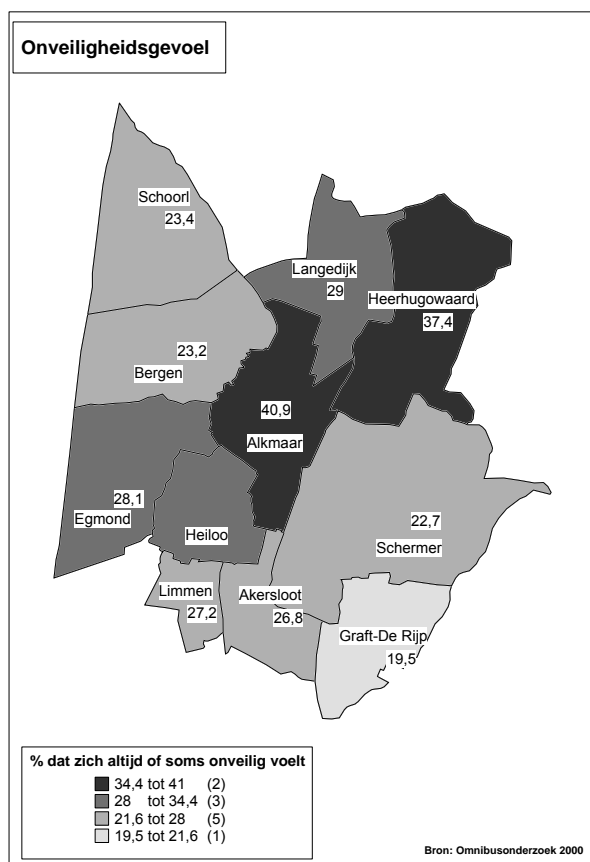 Onveiligheidsgevoel
Schoorl
23,4
Langedijk
29
Heerhugowaard
37,4
23,2
Bergen
40,9
Alkmaar
28,1
Egmond
Heiloo
22,7
Schermer
Limmen
27,2
Akersloot
26,8
Graft-De Rijp
19,5
% dat zich altijd of soms onveilig voelt
34,4 tot 41 (2)
28 tot 34,4 (3)
21,6 tot 28 (5)
19,5 tot 21,6 (1)
Bron: Omnibusonderzoek 2000